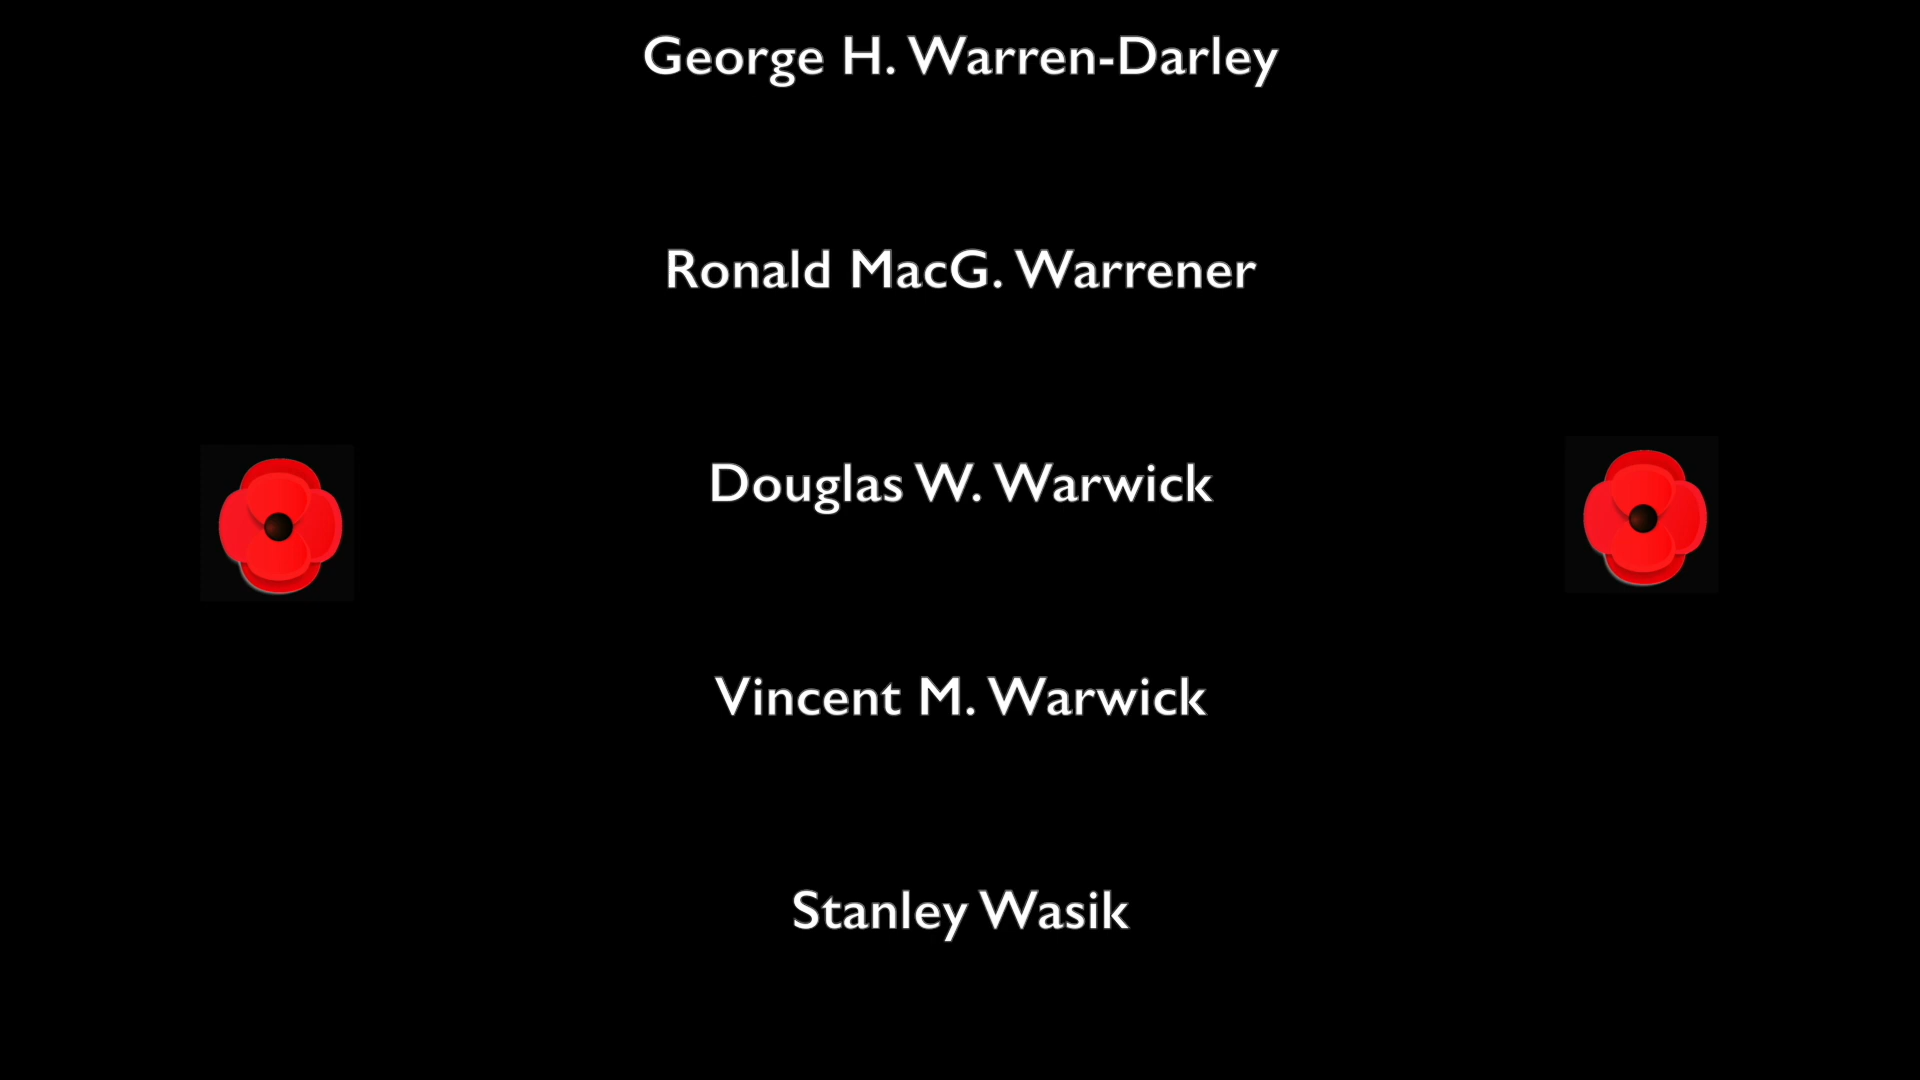 George H. Warren-Darley
Ronald MacG. Warrener
Douglas W. Warwick
Vincent M. Warwick
Stanley Wasik